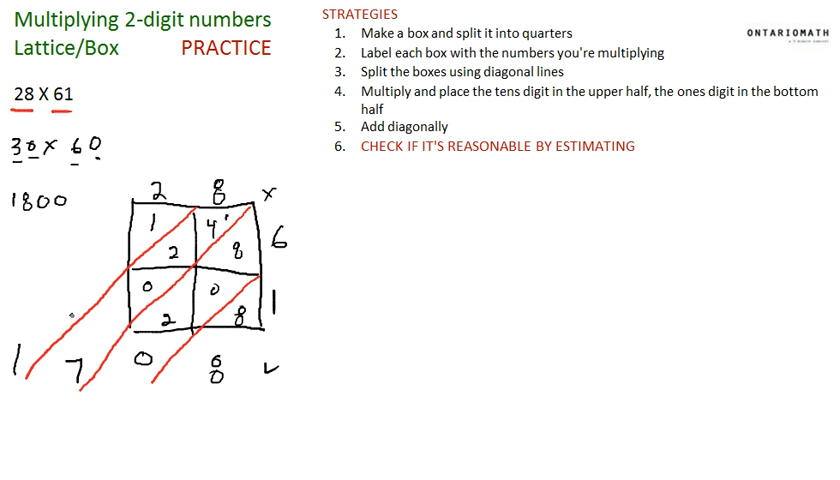 Multiplying 2-digit numbers
Lattice/Box PRACTICE
28 X 61
30 x 60
1800
2 8 x
1 4 1
6
2 8
0 0
1
2 8
1 7 0 8
STRATEGIES
1. Make a box and split it into quarters
2. Label each box with the numbers you're multiplying
3. Split the boxes using diagonal lines
4. Multiply and place the tens digit in the upper half, the ones digit in the bottom
half
5. Add diagonally
6. CHECK IF IT'S REASONABLE BY ESTIMATING
ONTARIOMATH